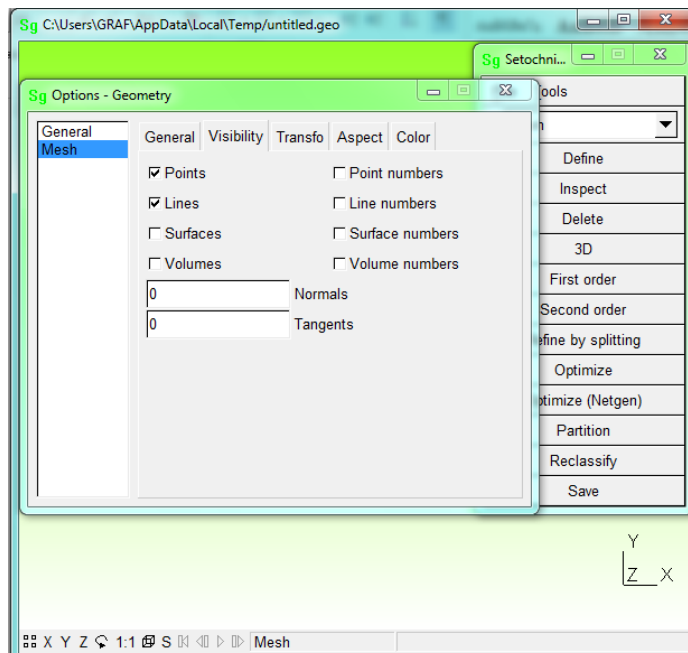 Sg C:\Users\GRAF\AppData\Local\Temp/untitled.geo
Sg Setochni...
Sg Options - Geometry
Tools
General
Mesh
General Visibility Transfo Aspect Color
Points
Point numbers
Lines
Line numbers
Surfaces
Surface numbers
Volumes
Volume numbers
0 Normals
0 Tangents
Define
Inspect
Delete
3D
First order
Second order
efine by splitting
Optimize
ptimize (Netgen)
Partition
Reclassify
Save
Y
Z X
X Y Z 1:1 S Mesh